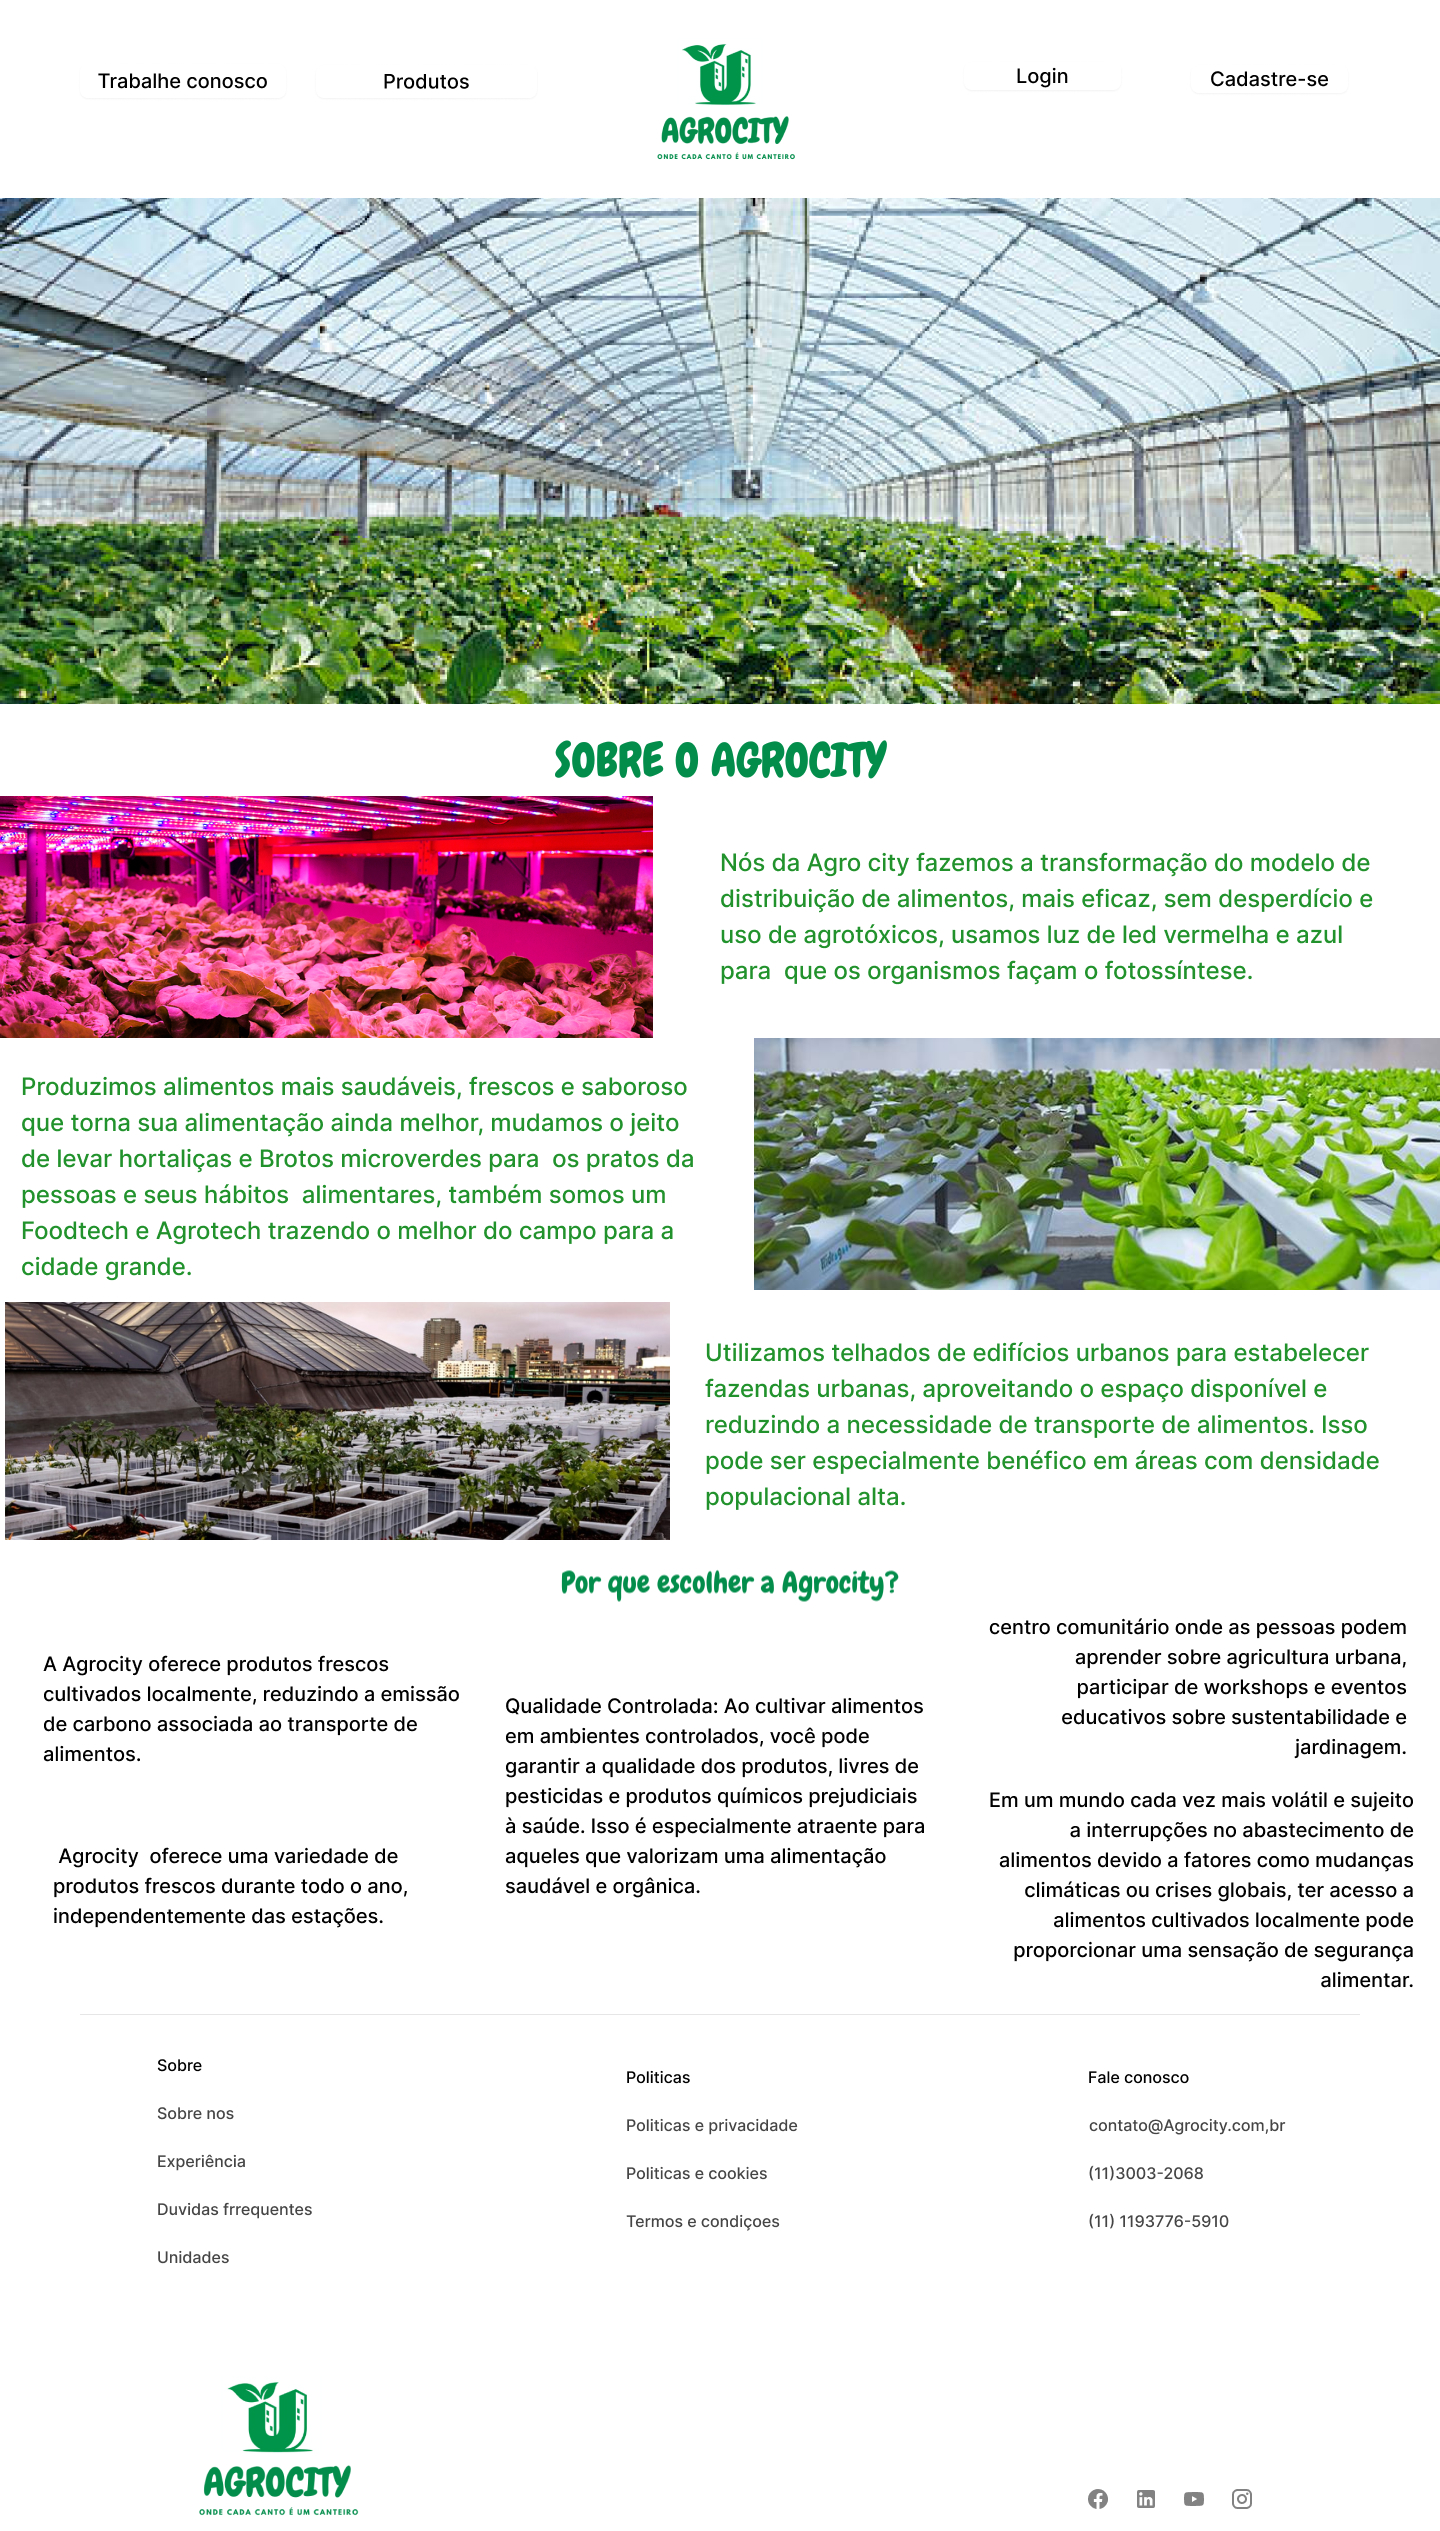 Trabalhe conosco
Produtos
AGROCITY
ONDE CADA CANTO É UM CANTEIRO
Login
Cadastre-se
SOBRE O AGROCITY
Nós da Agro city fazemos a transformação do modelo de
distribuição de alimentos, mais eficaz, sem desperdício e
uso de agrotóxicos, usamos luz de led vermelha e azul
para  que os organismos façam o fotossíntese.
Produzimos alimentos mais saudáveis, frescos e saboroso
que torna sua alimentação ainda melhor, mudamos o jeito
de levar hortaliças e Brotos microverdes para  os pratos da
pessoas e seus hábitos  alimentares, também somos um
Foodtech e Agrotech trazendo o melhor do campo para a
cidade grande.
Utilizamos telhados de edifícios urbanos para estabelecer
fazendas urbanas, aproveitando o espaço disponível e
reduzindo a necessidade de transporte de alimentos. Isso
pode ser especialmente benéfico em áreas com densidade
populacional alta.
Por que escolher a Agrocity?
A Agrocity oferece produtos frescos
cultivados localmente, reduzindo a emissão
de carbono associada ao transporte de
alimentos.
Agrocity  oferece uma variedade de
produtos frescos durante todo o ano,
independentemente das estações.
Qualidade Controlada: Ao cultivar alimentos
em ambientes controlados, você pode
garantir a qualidade dos produtos, livres de
pesticidas e produtos químicos prejudiciais
à saúde. Isso é especialmente atraente para
aqueles que valorizam uma alimentação
saudável e orgânica.
centro comunitário onde as pessoas podem
aprender sobre agricultura urbana,
participar de workshops e eventos
educativos sobre sustentabilidade e
jardinagem.
Em um mundo cada vez mais volátil e sujeito
a interrupções no abastecimento de
alimentos devido a fatores como mudanças
climáticas ou crises globais, ter acesso a
alimentos cultivados localmente pode
proporcionar uma sensação de segurança
alimentar.
Sobre
Sobre nos
Experiência
Duvidas frrequentes
Unidades
Politicas
Politicas e privacidade
Politicas e cookies
Termos e condiçoes
Fale conosco
contato@Agrocity.com,br
(11)3003-2068
(11) 1193776-5910
AGROCITY
ONDE CADA CANTO É UM CANTEIRO